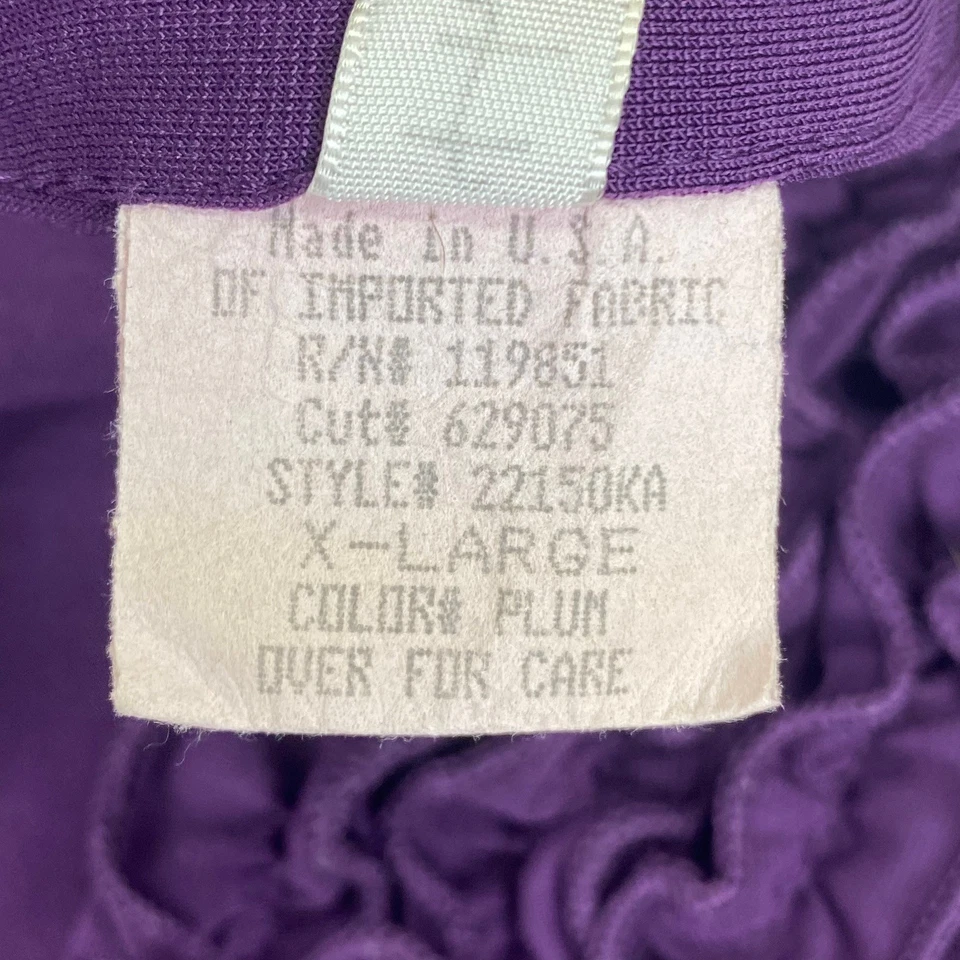 Made in U.S.A.
OF IMPORTED FABRIC
R/N# 119851
Cut# 629075
STYLE# 22150KA
X-LARGE
COLOR# PLUM
OVER FOR CARE